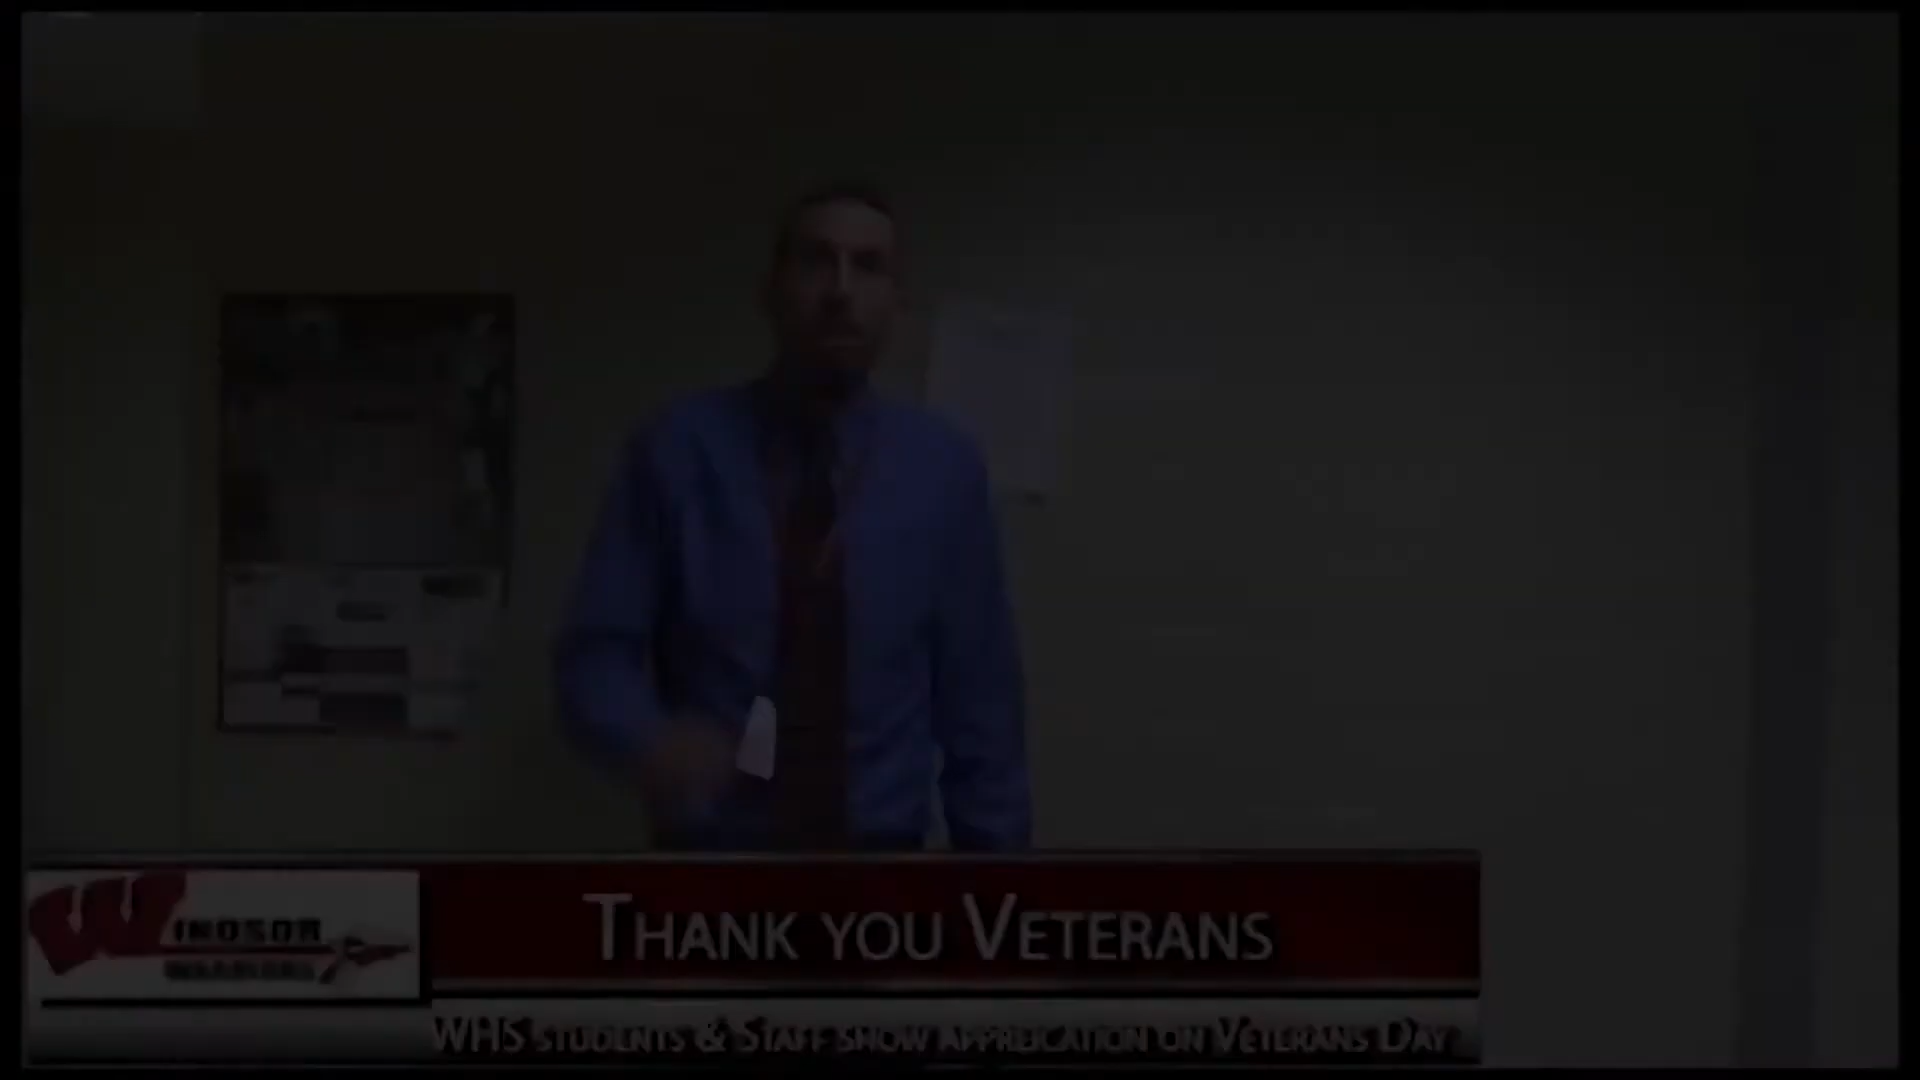 WINDSOR
WARRIORS
THANK YOU VETERANS
WHS STUDENTS & STAFF SHOW APPRECIATION ON VETERANS DAY